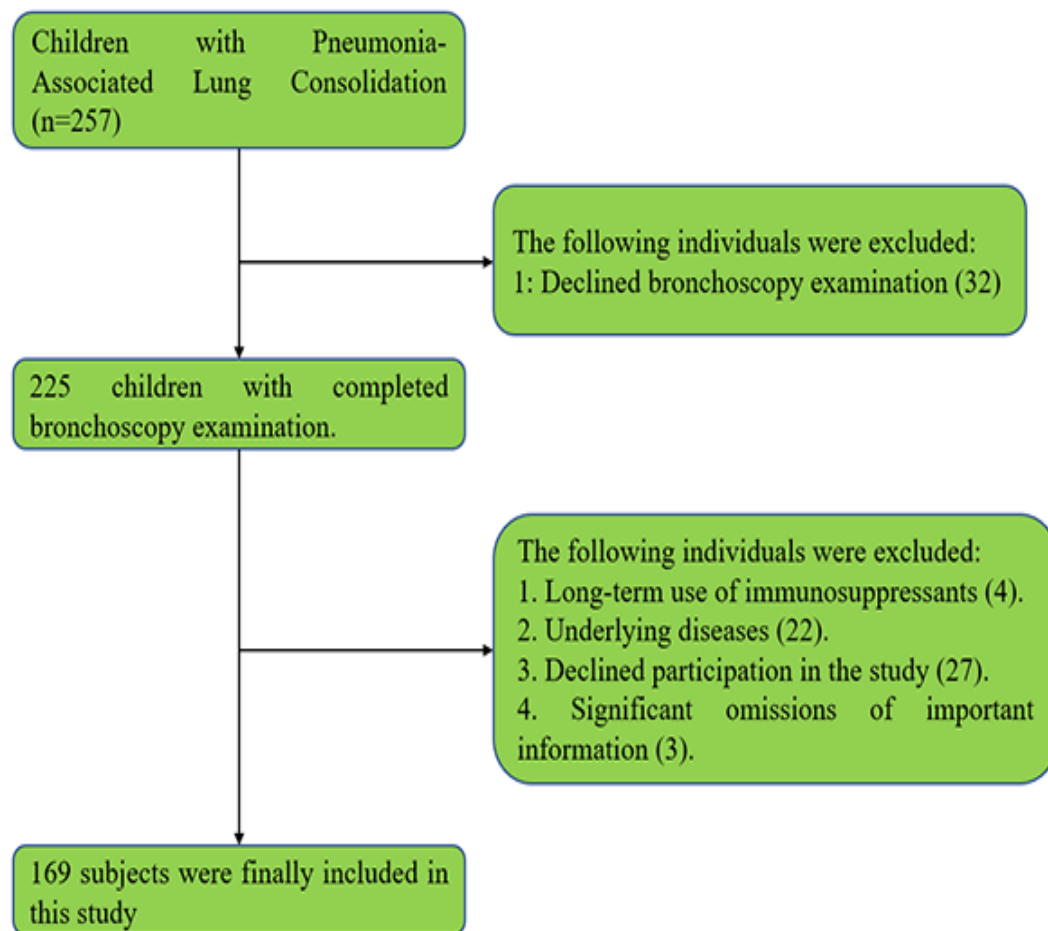 Children with Pneumonia-
Associated Lung Consolidation
(n=257)
The following individuals were excluded:
1: Declined bronchoscopy examination (32)
225 children with completed
bronchoscopy examination.
The following individuals were excluded:
1. Long-term use of immunosuppressants (4).
2. Underlying diseases (22).
3. Declined participation in the study (27).
4. Significant omissions of important
information (3).
169 subjects were finally included in
this study